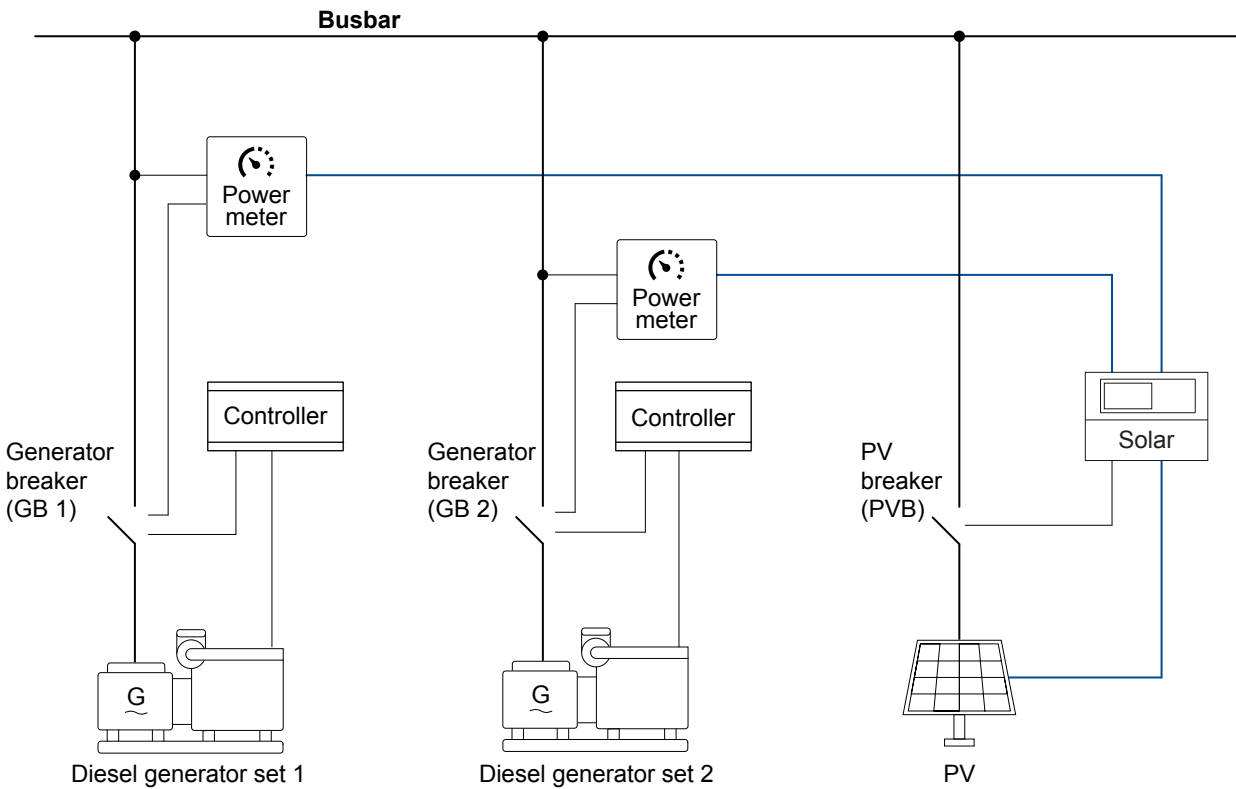 Busbar
Power
meter
Power
meter
Controller
Controller
Solar
Generator
breaker
(GB 1)
Generator
breaker
(GB 2)
PV
breaker
(PVB)
G
G
Diesel generator set 1
Diesel generator set 2
PV